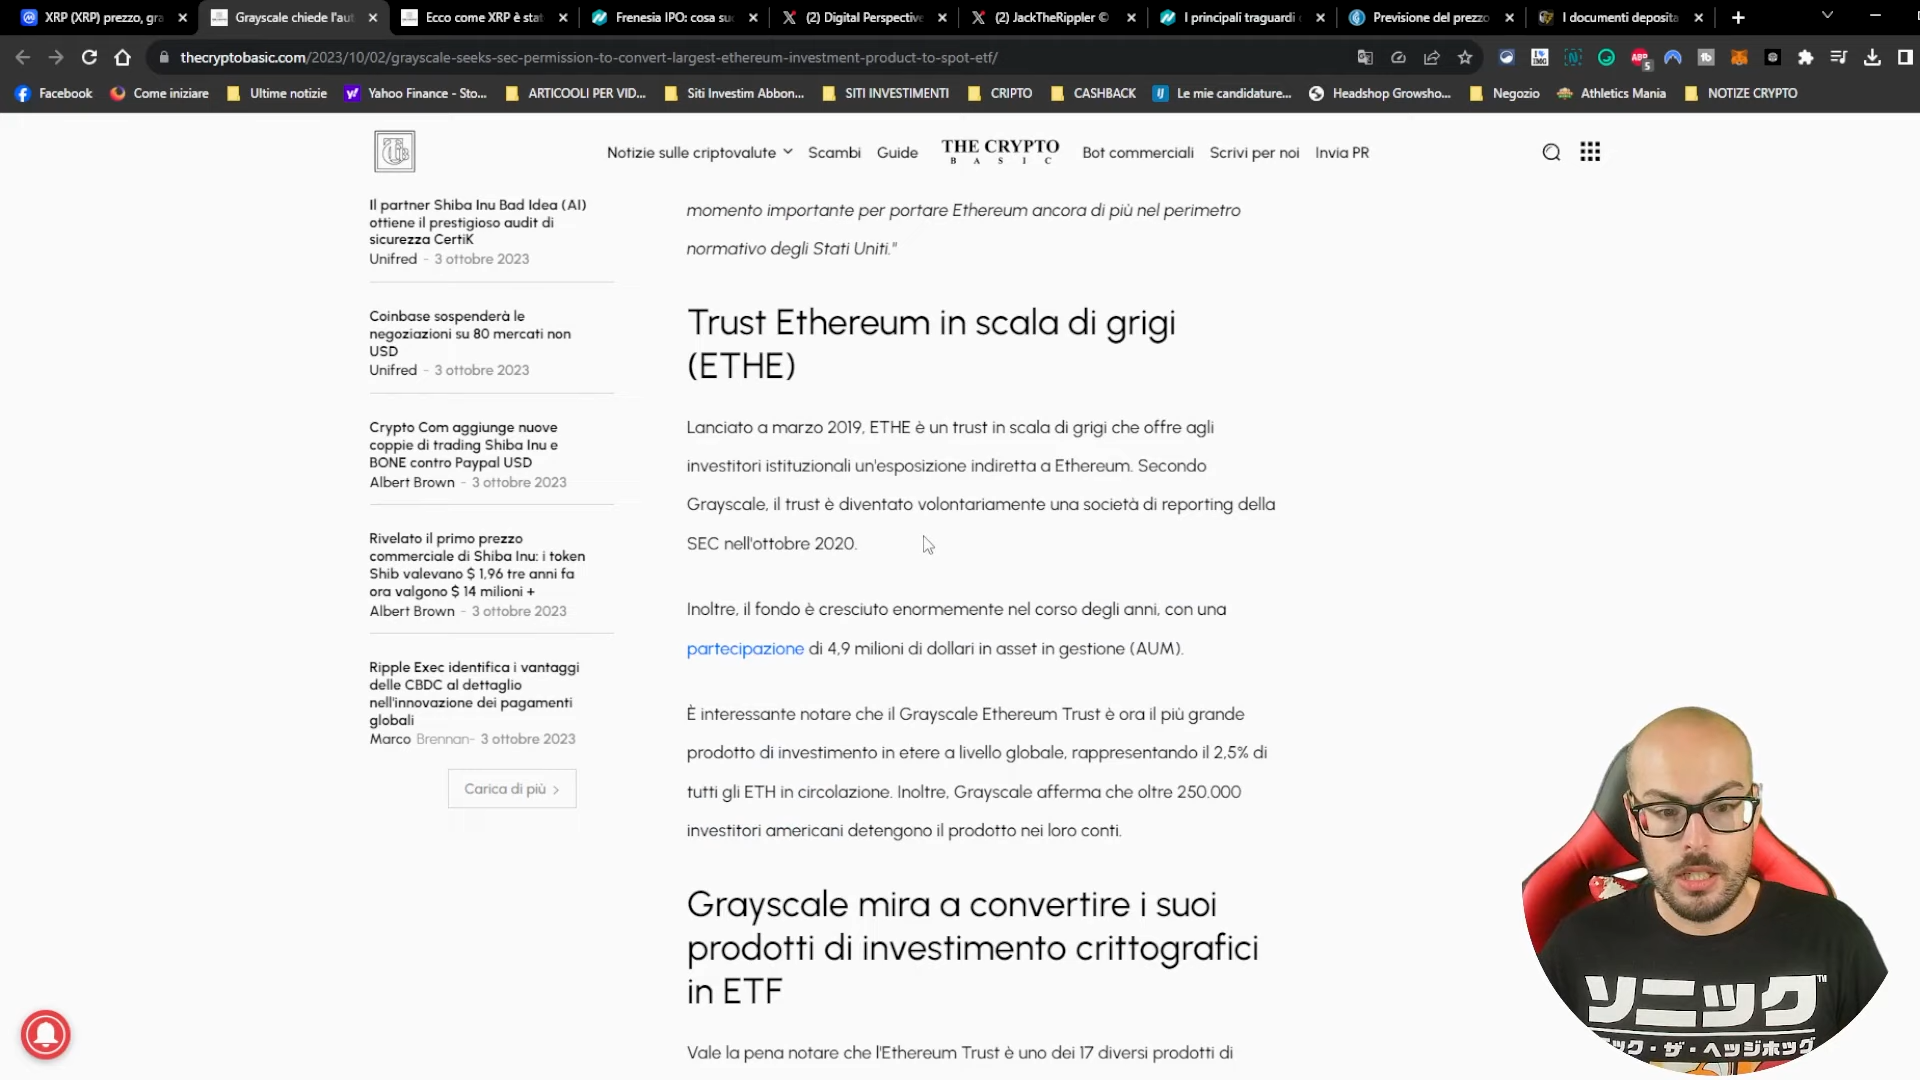 XRP (XRP) prezzo, gra
Grayscale chiede l'aut
Ecco come XRP è stat
Frenesia IPO: cosa suc
(2) Digital Perspective
(2) JackTheRippler ©
I principali traguardi
Previsione del prezzo
I documenti deposita
thecryptobasic.com/2023/10/02/grayscale-seeks-sec-permission-to-convert-largest-ethereum-investment-product-to-spot-etf/
Facebook
Come iniziare
Ultime notizie
Yahoo Finance - Sto...
ARTICOOLI PER VID...
Siti Investim Abbon...
SITI INVESTIMENTI
CRIPTO
CASHBACK
Le mie candidature...
Headshop Growsho...
Negozio
Athletics Mania
NOTIZE CRYPTO
Notizie sulle criptovalute
Scambi
Guide
THE CRYPTO
BASIC
Bot commerciali
Scrivi per noi
Invia PR
Il partner Shiba Inu Bad Idea (AI)
ottiene il prestigioso audit di
sicurezza CertiK
Unifred - 3 ottobre 2023
Coinbase sospenderà le
negoziazioni su 80 mercati non
USD
Unifred - 3 ottobre 2023
Crypto Com aggiunge nuove
coppie di trading Shiba Inu e
BONE contro Paypal USD
Albert Brown - 3 ottobre 2023
Rivelato il primo prezzo
commerciale di Shiba Inu: i token
Shib valevano $ 1,96 tre anni fa
ora valgono $ 14 milioni +
Albert Brown - 3 ottobre 2023
Ripple Exec identifica i vantaggi
delle CBDC al dettaglio
nell'innovazione dei pagamenti
globali
Marco Brennan- 3 ottobre 2023
Carica di più
momento importante per portare Ethereum ancora di più nel perimetro
normativo degli Stati Uniti."
Trust Ethereum in scala di grigi
(ETHE)
Lanciato a marzo 2019, ETHE è un trust in scala di grigi che offre agli
investitori istituzionali un'esposizione indiretta a Ethereum. Secondo
Grayscale, il trust è diventato volontariamente una società di reporting della
SEC nell'ottobre 2020.
Inoltre, il fondo è cresciuto enormemente nel corso degli anni, con una
partecipazione di 4,9 milioni di dollari in asset in gestione (AUM).
È interessante notare che il Grayscale Ethereum Trust è ora il più grande
prodotto di investimento in etere a livello globale, rappresentando il 2,5% di
tutti gli ETH in circolazione. Inoltre, Grayscale afferma che oltre 250.000
investitori americani detengono il prodotto nei loro conti.
Grayscale mira a convertire i suoi
prodotti di investimento crittografici
in ETF
Vale la pena notare che l'Ethereum Trust è uno dei 17 diversi prodotti di
ソニック™
ニック・ザ・ヘッジホッグ